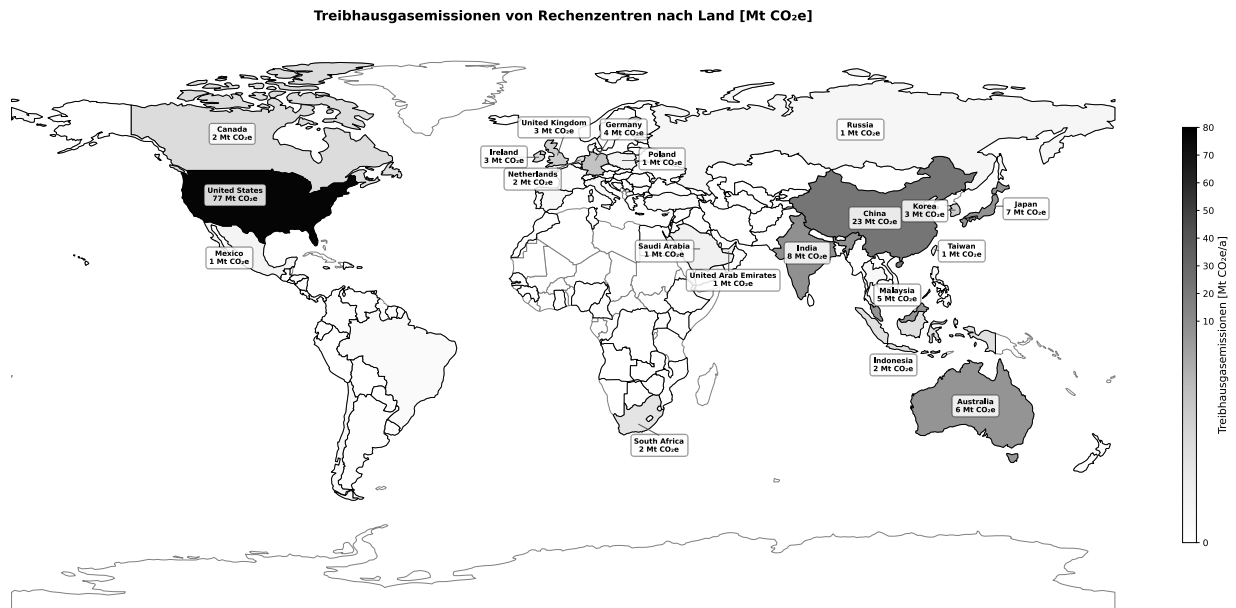 Treibhausgasemissionen von Rechenzentren nach Land [Mt CO₂e]
Canada
2 Mt CO₂e
United States
77 Mt CO₂e
Mexico
1 Mt CO₂e
United Kingdom
3 Mt CO₂e
Germany
4 Mt CO₂e
Ireland
3 Mt CO₂e
Poland
1 Mt CO₂e
Netherlands
2 Mt CO₂e
Russia
1 Mt CO₂e
China
23 Mt CO₂e
Korea
3 Mt CO₂e
Japan
7 Mt CO₂e
Saudi Arabia
1 Mt CO₂e
India
8 Mt CO₂e
Taiwan
1 Mt CO₂e
United Arab Emirates
1 Mt CO₂e
Malaysia
5 Mt CO₂e
Indonesia
2 Mt CO₂e
Australia
6 Mt CO₂e
South Africa
2 Mt CO₂e
80
70
60
50
40
30
20
10
0
Treibhausgasemissionen [Mt CO₂e/a]